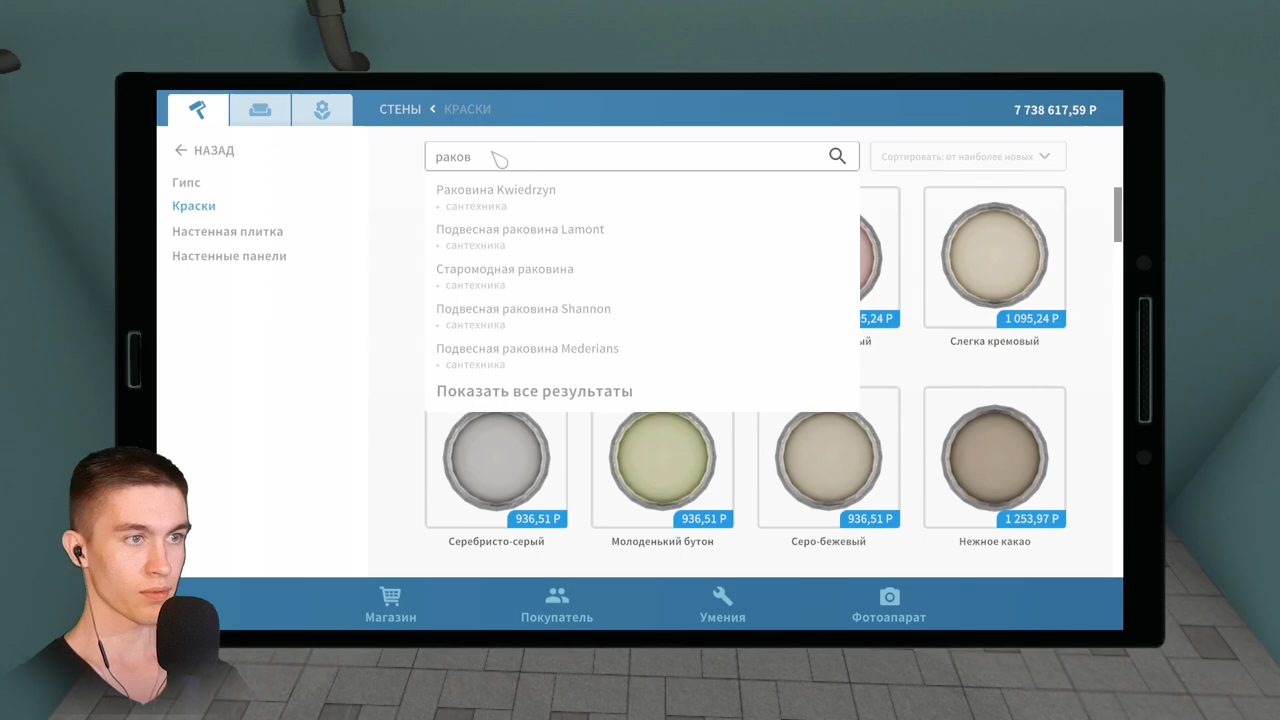 СТЕНЫ < КРАСКИ
7 738 617,59 Р
← НАЗАД
Гипс
Краски
Настенная плитка
Настенные панели
раков
Сортировать: от наиболее новых
Раковина Kwiedrzyn
• сантехника
Подвесная раковина Lamont
• сантехника
Старомодная раковина
• сантехника
Подвесная раковина Shannon
• сантехника
Подвесная раковина Mederians
• сантехника
Показать все результаты
5,24 Р
1 095,24 Р
ый
Слегка кремовый
936,51 Р
936,51 Р
936,51 Р
1 253,97 Р
Серебристо-серый
Молоденький бутон
Серо-бежевый
Нежное какао
Магазин
Покупатель
Умения
Фотоаппарат